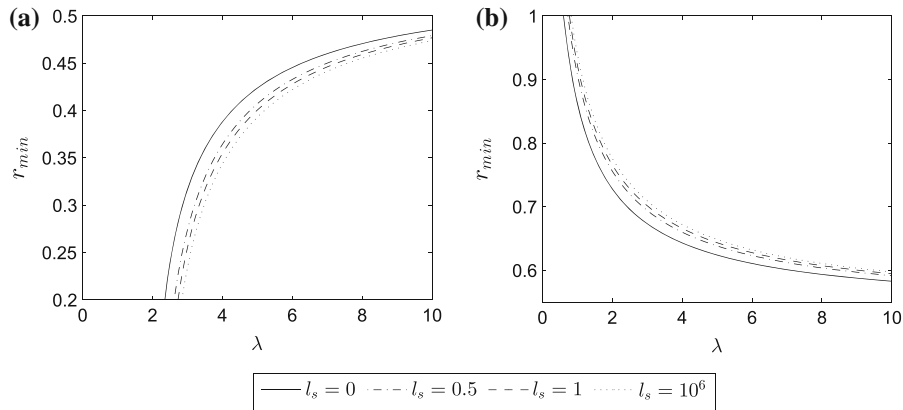 (a)
0.5
0.45
0.4
0.35
0.3
0.25
0.2
r_min
0 2 4 6 8 10
λ
(b)
1
0.9
0.8
0.7
0.6
r_min
0 2 4 6 8 10
λ
l_s = 0 l_s = 0.5 l_s = 1 l_s = 10^6